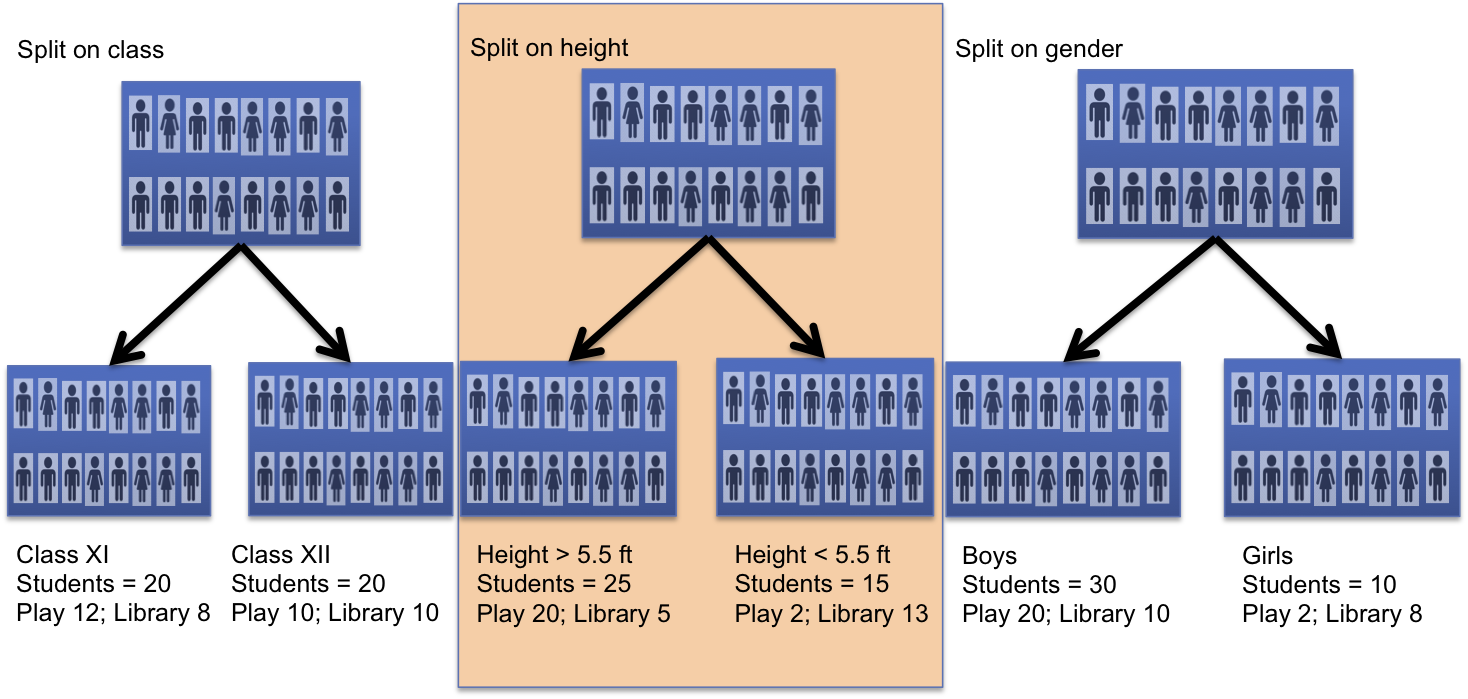 Split on class
Class XI
Students = 20
Play 12; Library 8
Class XII
Students = 20
Play 10; Library 10
Split on height
Height > 5.5 ft
Students = 25
Play 20; Library 5
Height < 5.5 ft
Students = 15
Play 2; Library 13
Split on gender
Boys
Students = 30
Play 20; Library 10
Girls
Students = 10
Play 2; Library 8